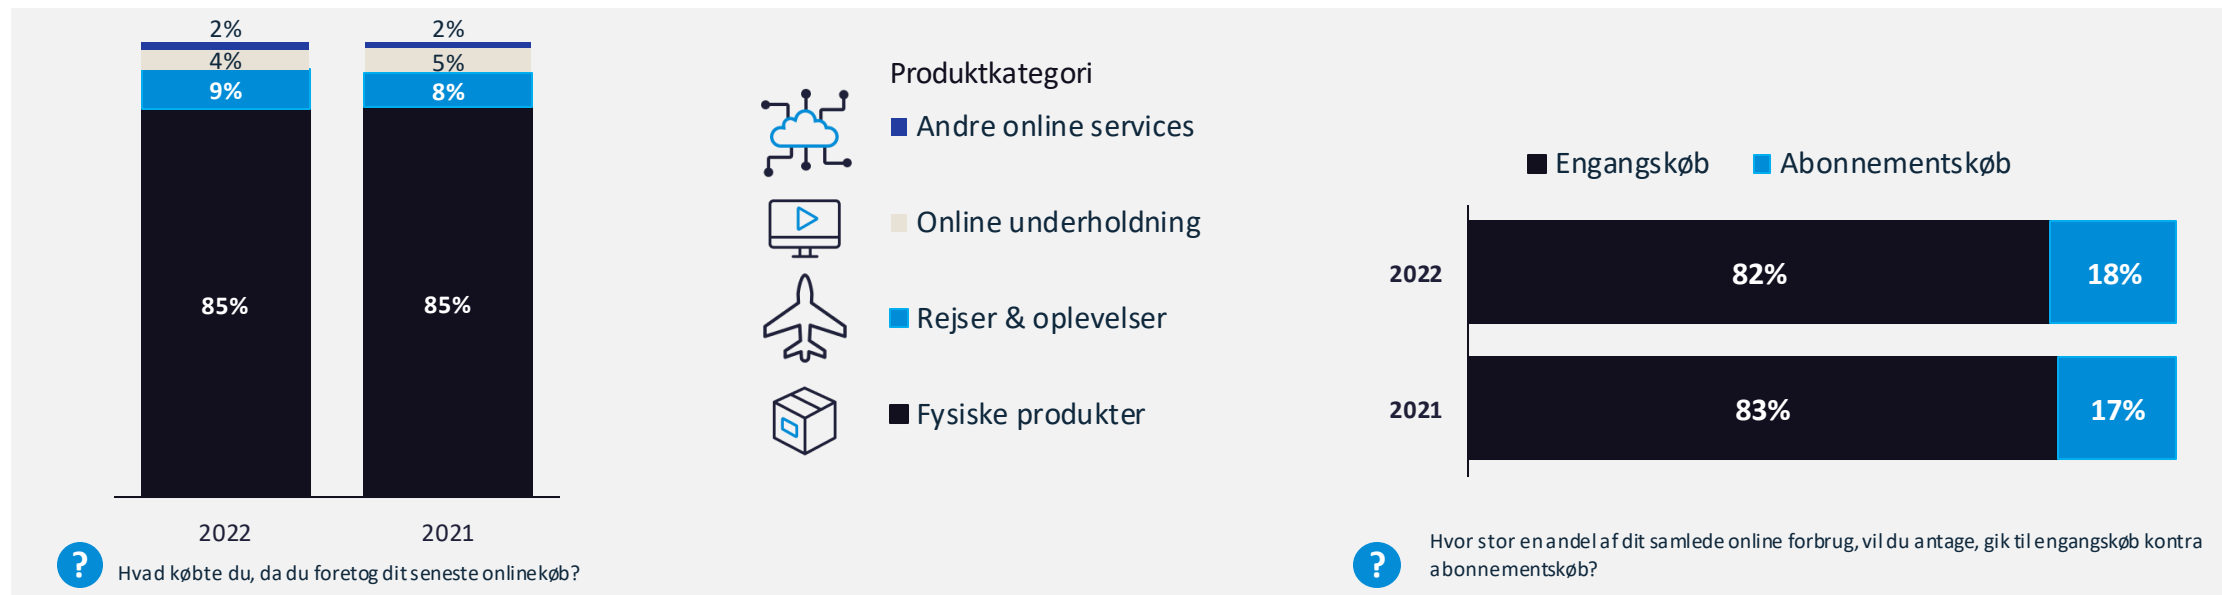 2%
4%
9%
85%
2%
5%
8%
85%
2022
2021
?
Hvad købte du, da du foretog dit seneste onlinekøb?
Produktkategori
Andre online services
Online underholdning
Rejser & oplevelser
Fysiske produkter
Engangskøb
Abonnementskøb
2022
82%
18%
2021
83%
17%
?
Hvor stor en andel af dit samlede online forbrug, vil du antage, gik til engangskøb kontra
abonnementskøb?